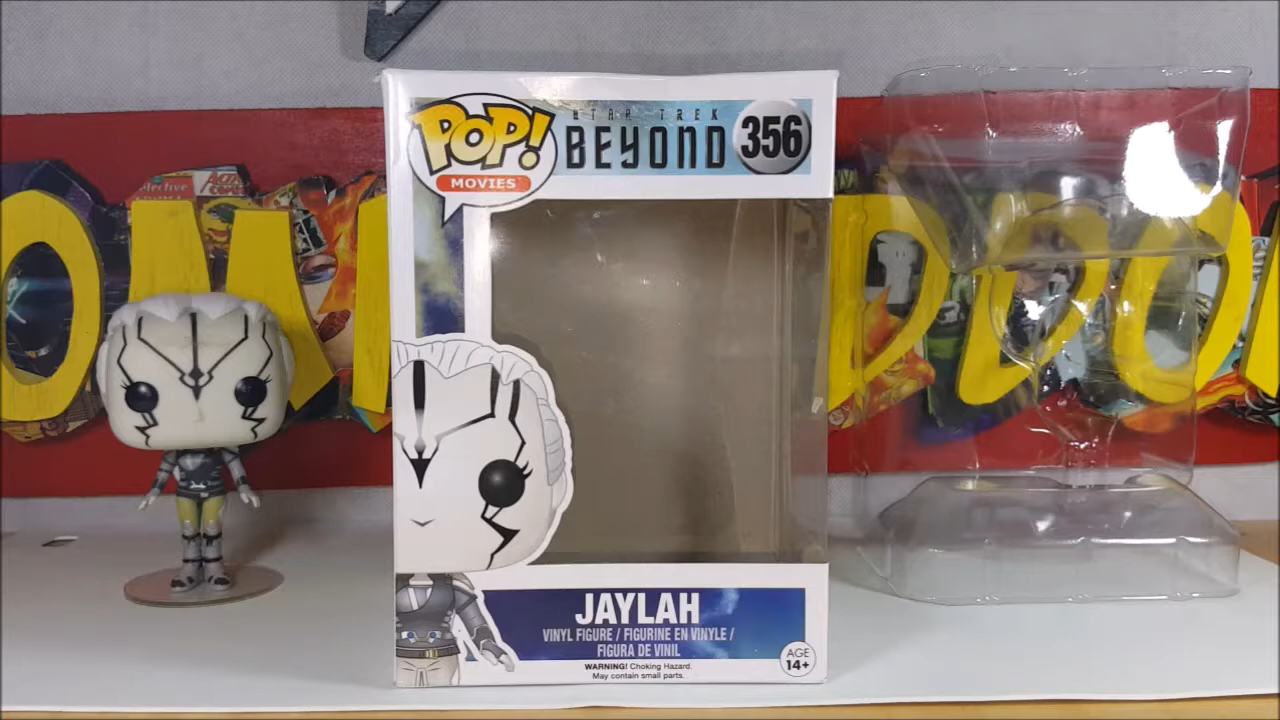 POP!
MOVIES
STAR TREK
BEYOND
356
JAYLAH
VINYL FIGURE / FIGURINE EN VINYLE /
FIGURA DE VINIL
WARNING! Choking Hazard.
May contain small parts.
AGE
14+